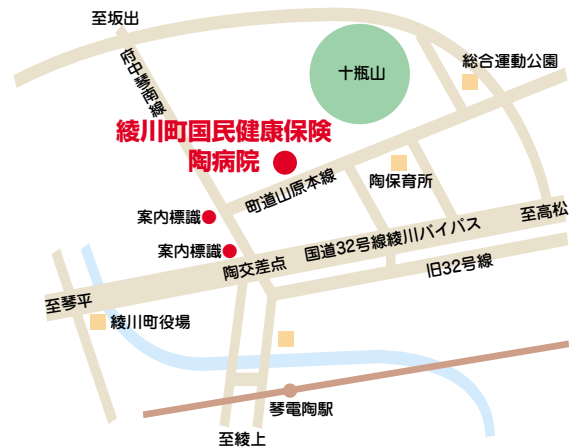 至坂出
府中琴南線
十瓶山
総合運動公園
綾川町国民健康保険
陶病院
陶保育所
町道山原本線
案内標識
至高松
国道32号線綾川バイパス
案内標識
陶交差点
旧32号線
至琴平
綾川町役場
琴電陶駅
至綾上